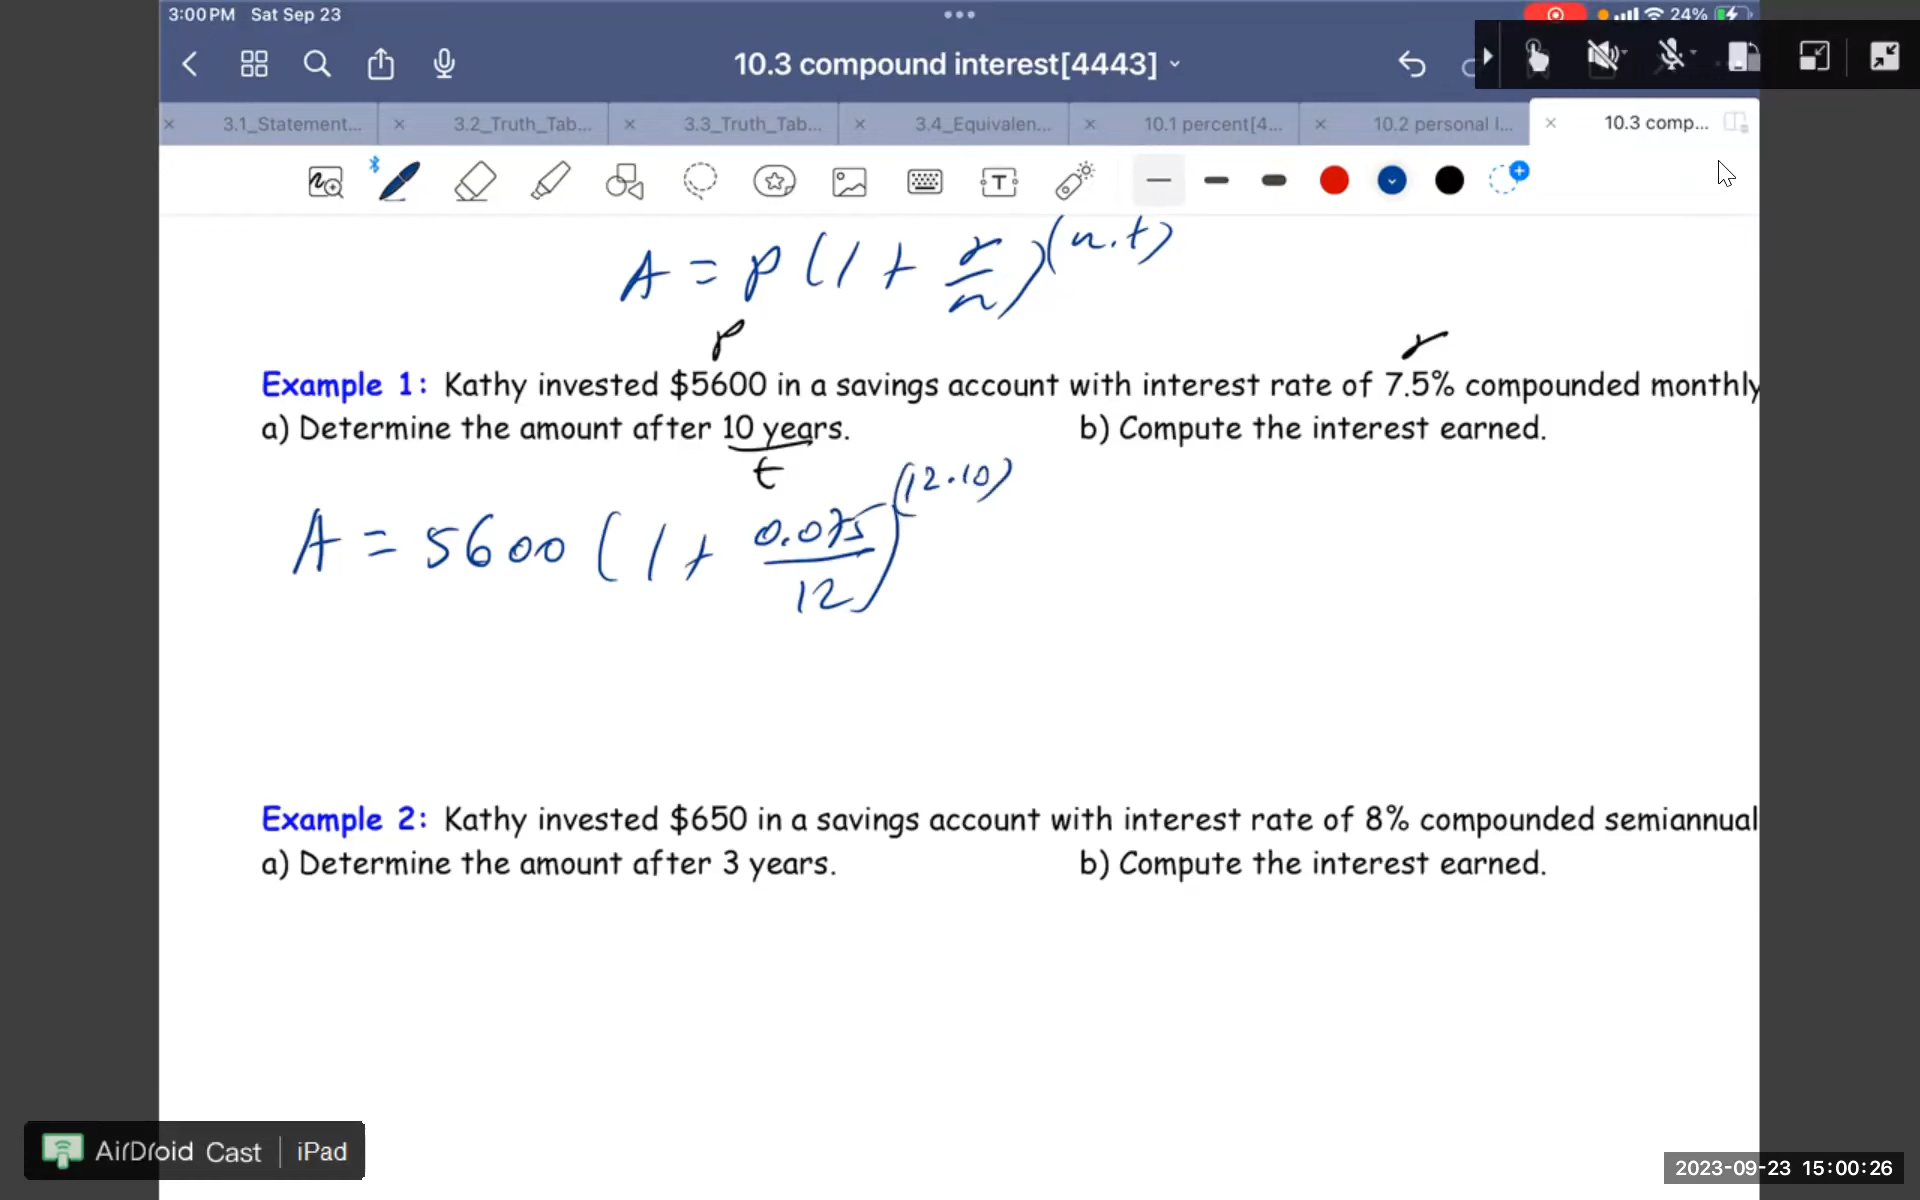 3:00 PM Sat Sep 23
24%
10.3 compound interest[4443]
3.1_Statement...
3.2_Truth_Tab...
3.3_Truth_Tab...
3.4_Equivalen...
10.1 percent[4...
10.2 personal l...
10.3 comp...
A = P (1 + r/n)^(n.t)
P
r
Example 1: Kathy invested $5600 in a savings account with interest rate of 7.5% compounded monthly
a) Determine the amount after 10 years. b) Compute the interest earned.
t
A = 5600 (1 + 0.075/12)^(12.10)
Example 2: Kathy invested $650 in a savings account with interest rate of 8% compounded semiannual
a) Determine the amount after 3 years. b) Compute the interest earned.
AirDroid Cast | iPad
2023-09-23 15:00:26